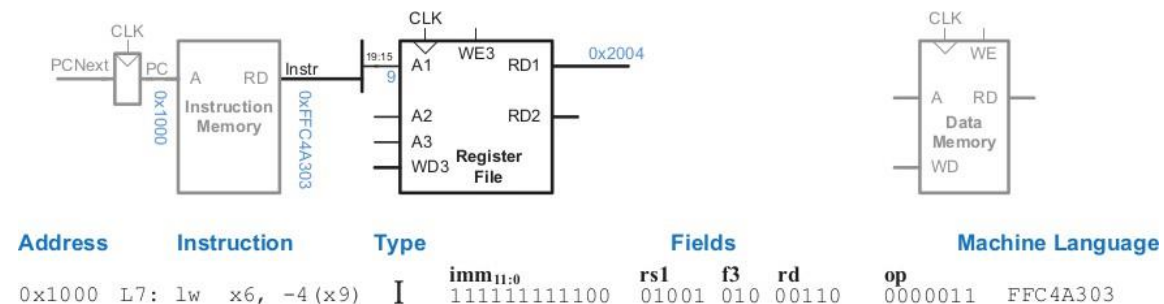 CLK
CLK
PCNext PC A RD Instr 19:15 A1 WE3 RD1 0x2004 WE
9
0x1000 Instruction Memory 0xFFC4A303 A2 RD2 A RD
A3 Data Memory
WD3 Register File WD
CLK
Address Instruction Type Fields Machine Language
imm11:0 rs1 f3 rd op
0x1000 L7: lw x6, -4(x9) I 111111111100 01001 010 00110 0000011 FFC4A303